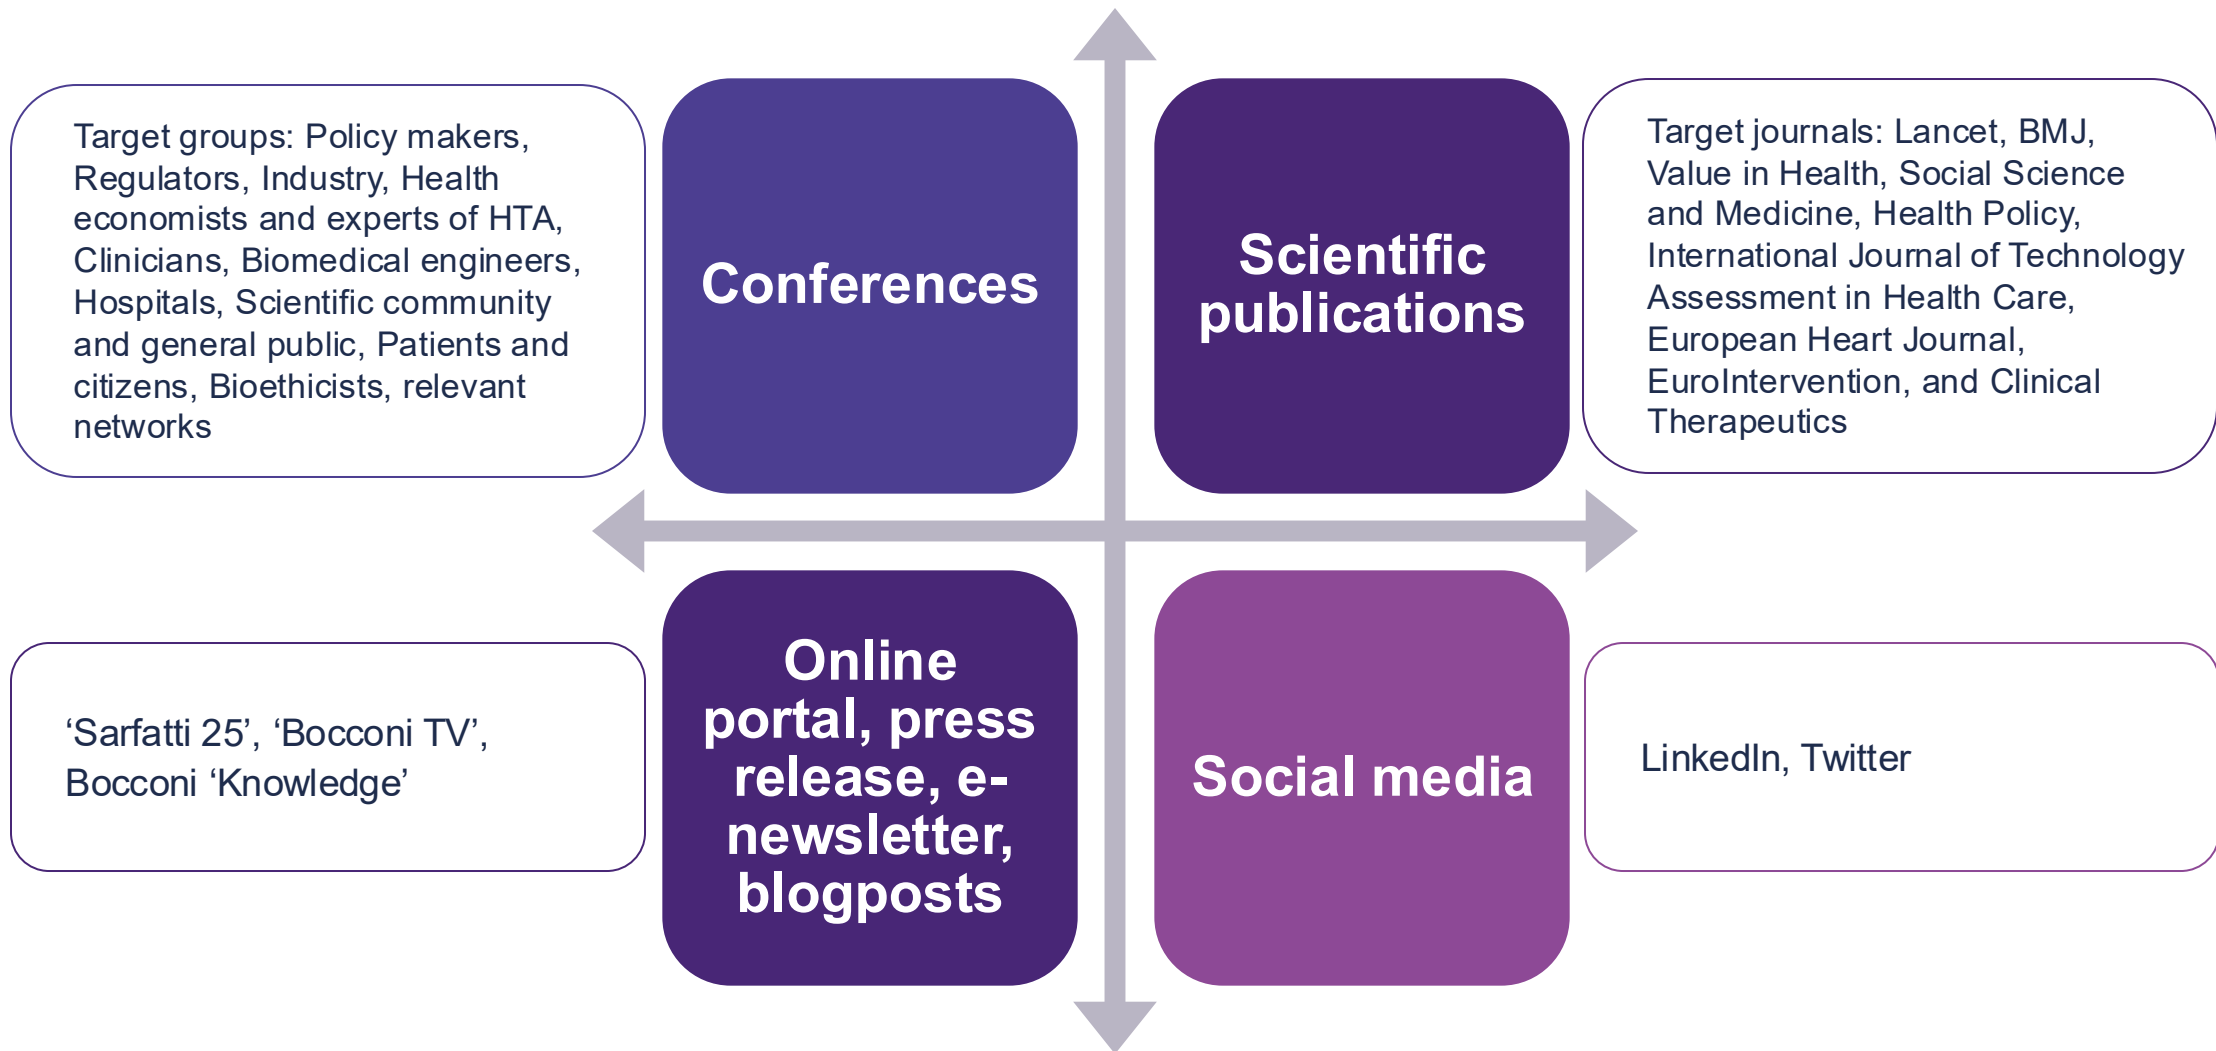 Target groups: Policy makers,
Regulators, Industry, Health
economists and experts of HTA,
Clinicians, Biomedical engineers,
Hospitals, Scientific community
and general public, Patients and
citizens, Bioethicists, relevant
networks
Conferences
Scientific
publications
Target journals: Lancet, BMJ,
Value in Health, Social Science
and Medicine, Health Policy,
International Journal of Technology
Assessment in Health Care,
European Heart Journal,
EuroIntervention, and Clinical
Therapeutics
‘Sarfatti 25’, ‘Bocconi TV’,
Bocconi ‘Knowledge’
Online
portal, press
release, e-
newsletter,
blogposts
Social media
LinkedIn, Twitter